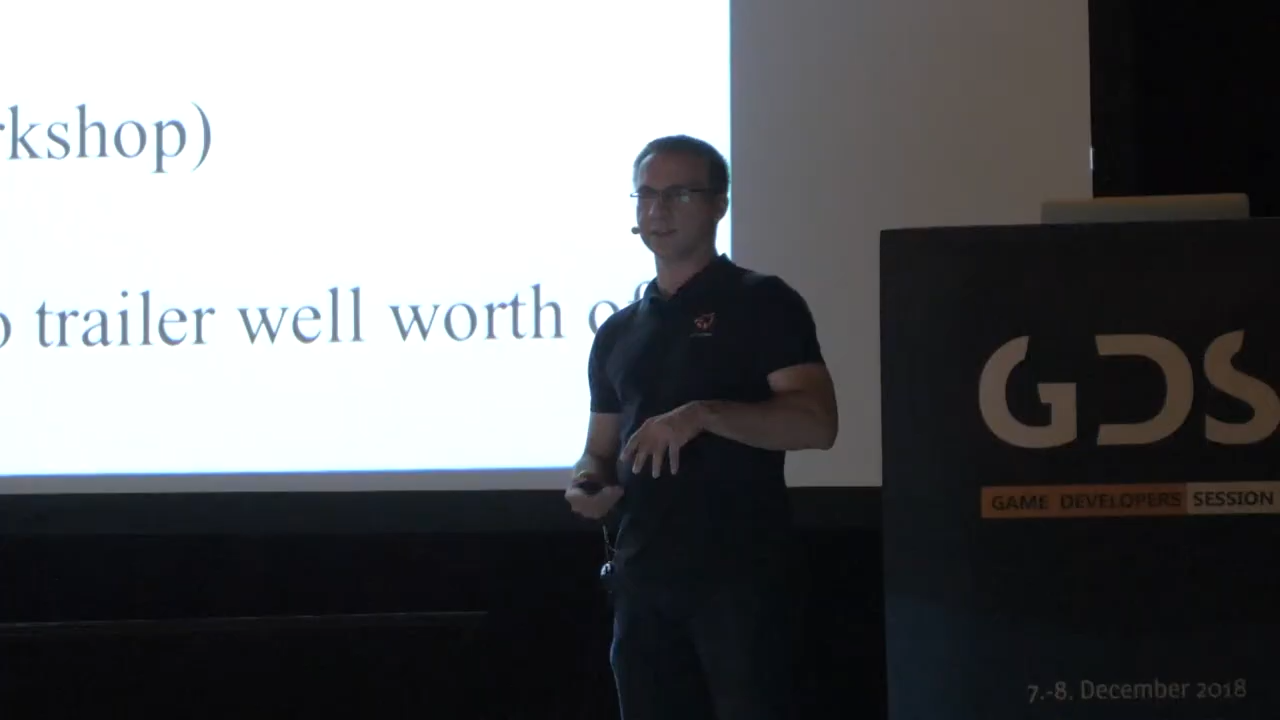 rkshop)
trailer well worth of
GDS
GAME DEVELOPERS SESSION
7.-8. December 2018